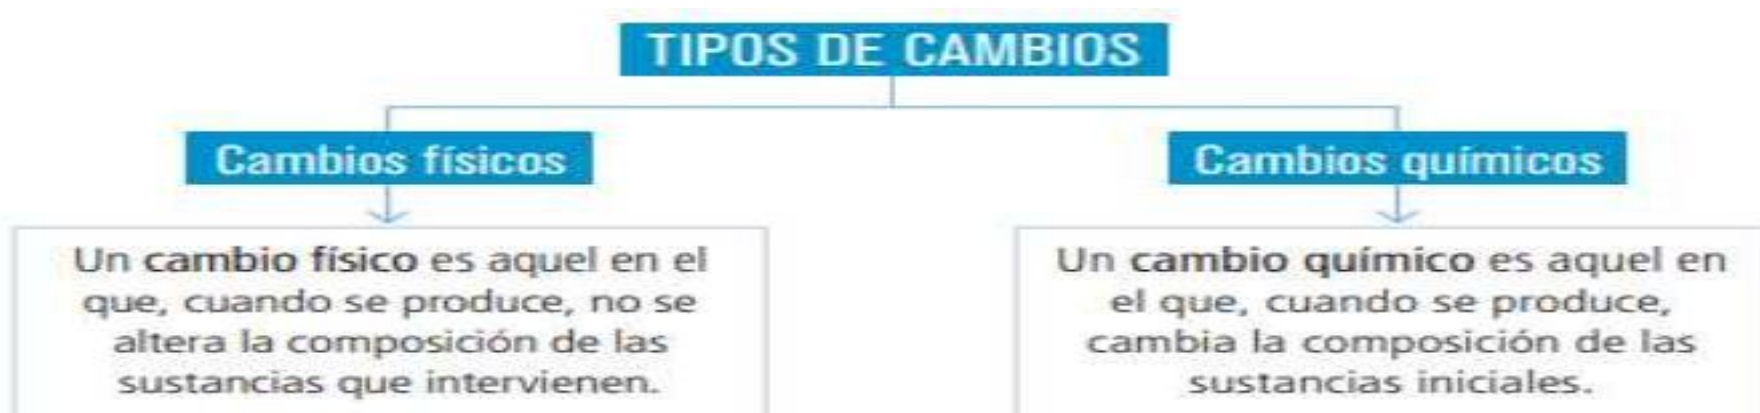 TIPOS DE CAMBIOS
Cambios físicos
Un cambio físico es aquel en el
que, cuando se produce, no se
altera la composición de las
sustancias que intervienen.
Cambios químicos
Un cambio químico es aquel en
el que, cuando se produce,
cambia la composición de las
sustancias iniciales.